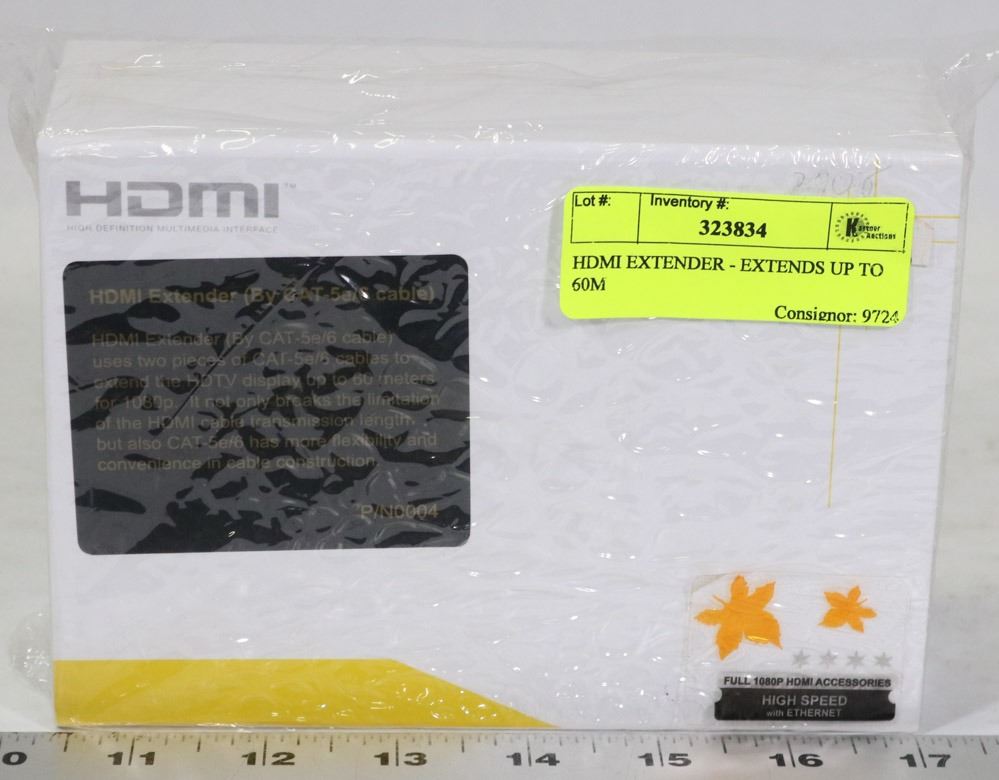 HDMI™
HIGH DEFINITION MULTIMEDIA INTERFACE
Lot #:
Inventory #:
323834
Auctions
HDMI EXTENDER - EXTENDS UP TO
60M
Consignor: 9724
HDMI Extender (By CAT-5e/6 cable)
HDMI Extender (By CAT-5e/6 cable)
uses two pieces of CAT-5e/6 cables to
extend the HDTV display up to 60 meters
for 1080p. It not only breaks the limitation
of the HDMI cable transmission length,
but also CAT-5e/6 has more flexibility and
convenience in cable construction.
P/N0004
FULL 1080P HDMI ACCESSORIES
HIGH SPEED
with ETHERNET
0 11 12 13 14 15 16 17